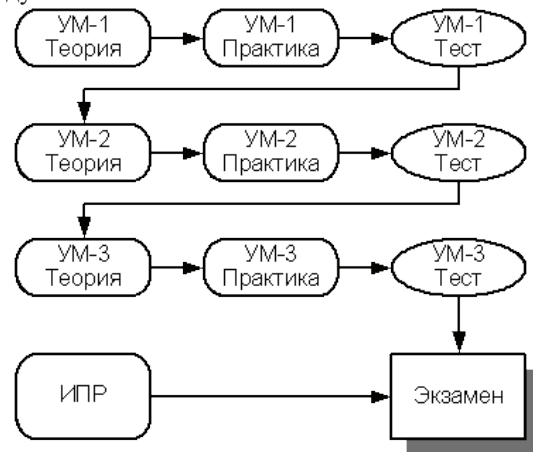 УМ-1
Теория
УМ-1
Практика
УМ-1
Тест
УМ-2
Теория
УМ-2
Практика
УМ-2
Тест
УМ-3
Теория
УМ-3
Практика
УМ-3
Тест
ИПР
Экзамен